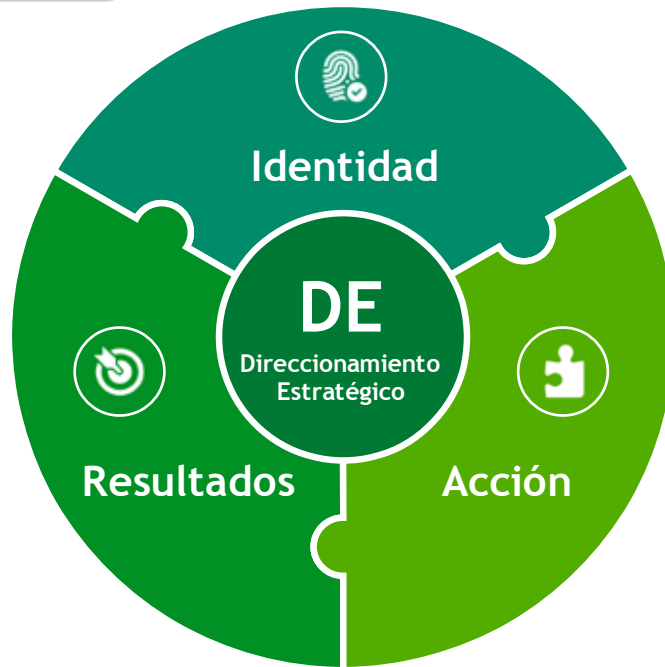 Identidad
DE
Direccionamiento
Estratégico
Resultados
Acción